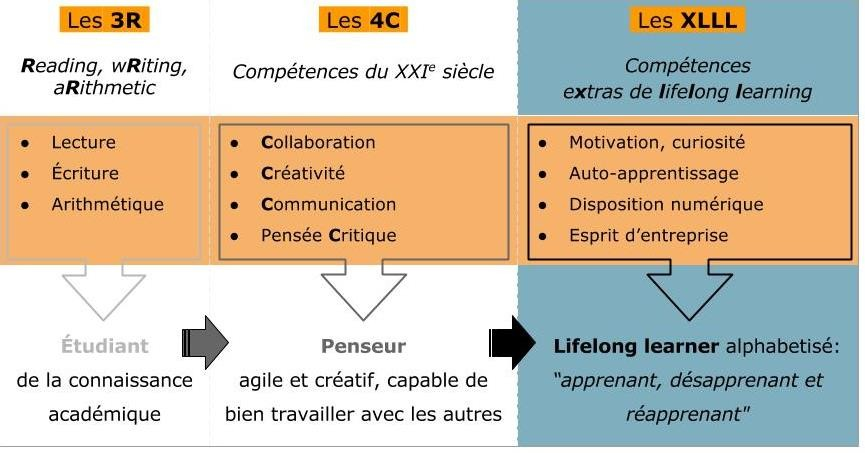 Les 3R
Reading, wRiting,
aRithmetic
Lecture
Écriture
Arithmétique
Étudiant
de la connaissance
académique
Les 4C
Compétences du XXIe siècle
Collaboration
Créativité
Communication
Pensée Critique
Penseur
agile et créatif, capable de
bien travailler avec les autres
Les XLLL
Compétences
extras de lifelong learning
Motivation, curiosité
Auto-apprentissage
Disposition numérique
Esprit d’entreprise
Lifelong learner alphabetisé:
“apprenant, désapprenant et
réapprenant"